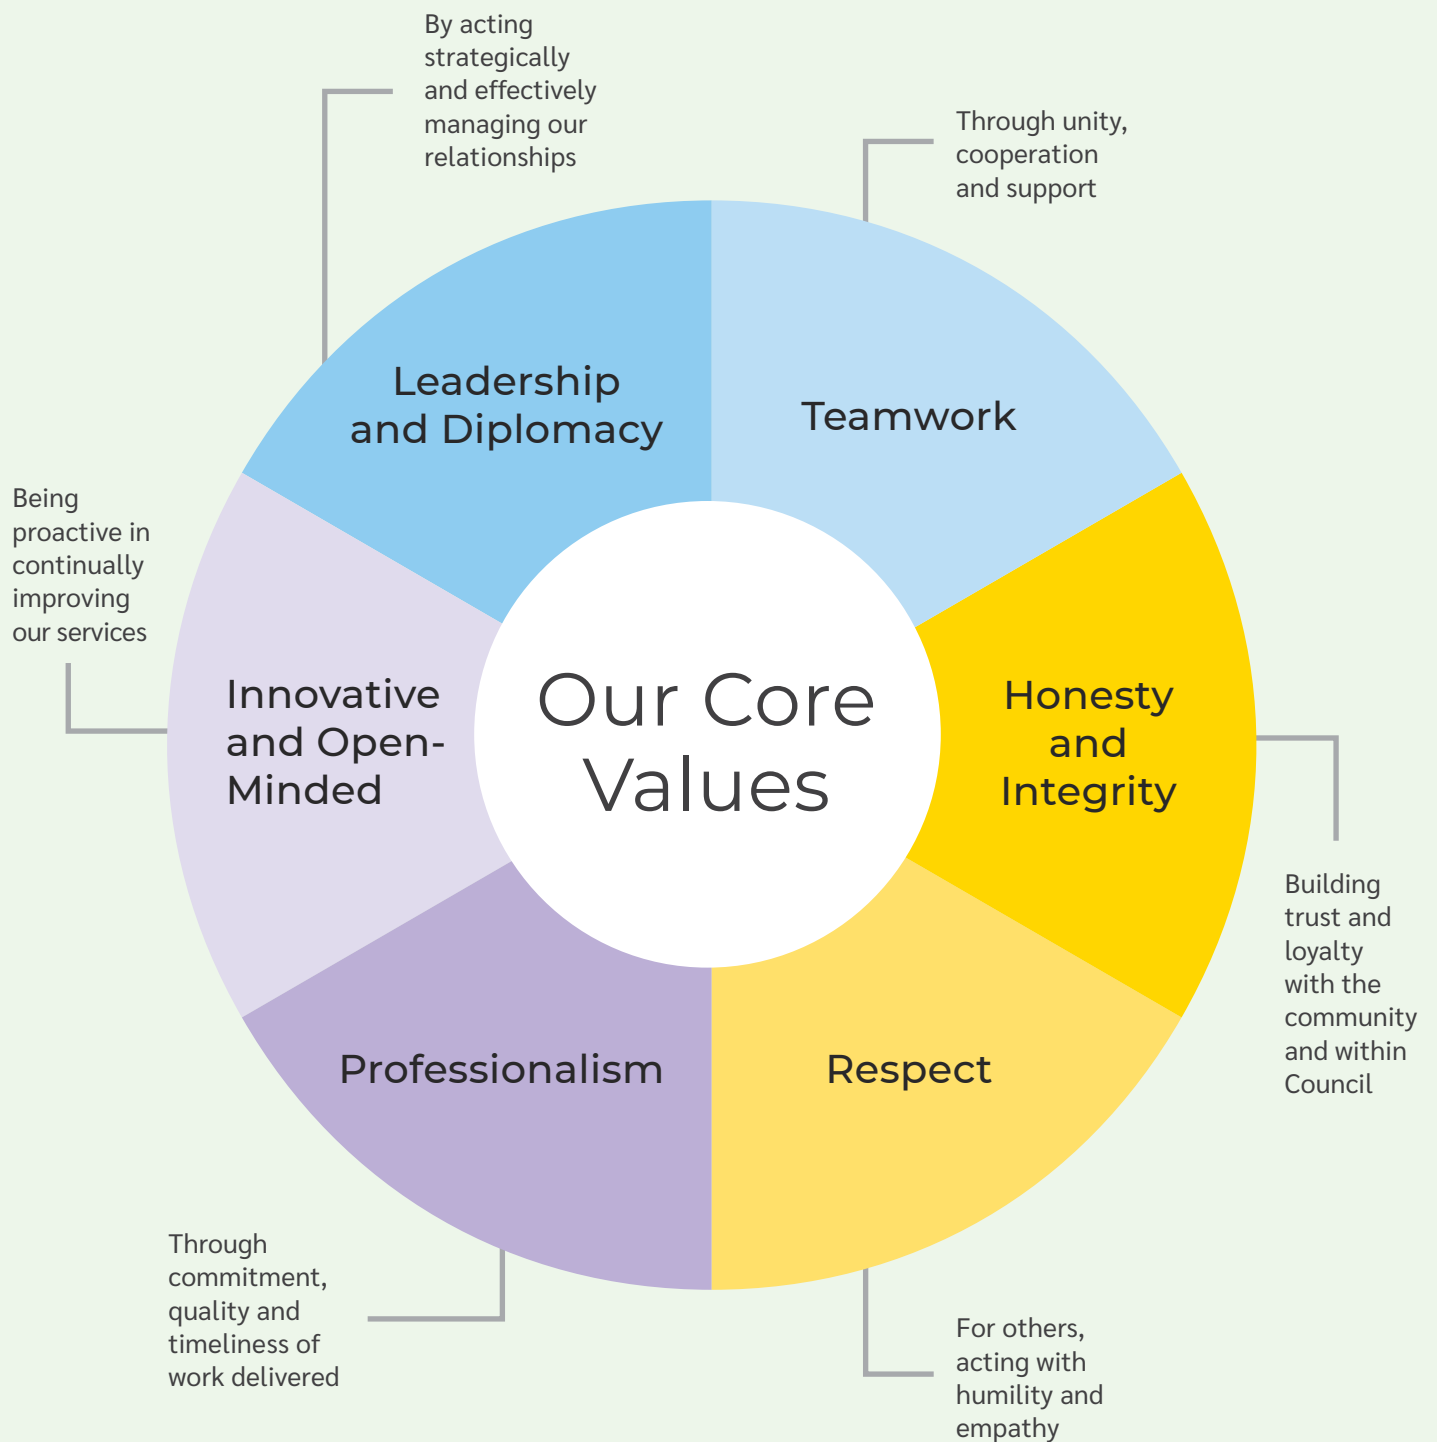 By acting
strategically
and effectively
managing our
relationships
Through unity,
cooperation
and support
Leadership
and Diplomacy
Teamwork
Being
proactive in
continually
improving
our services
Innovative
and Open-
Minded
Our Core
Values
Honesty
and
Integrity
Building
trust and
loyalty
with the
community
and within
Council
Professionalism
Respect
Through
commitment,
quality and
timeliness of
work delivered
For others,
acting with
humility and
empathy